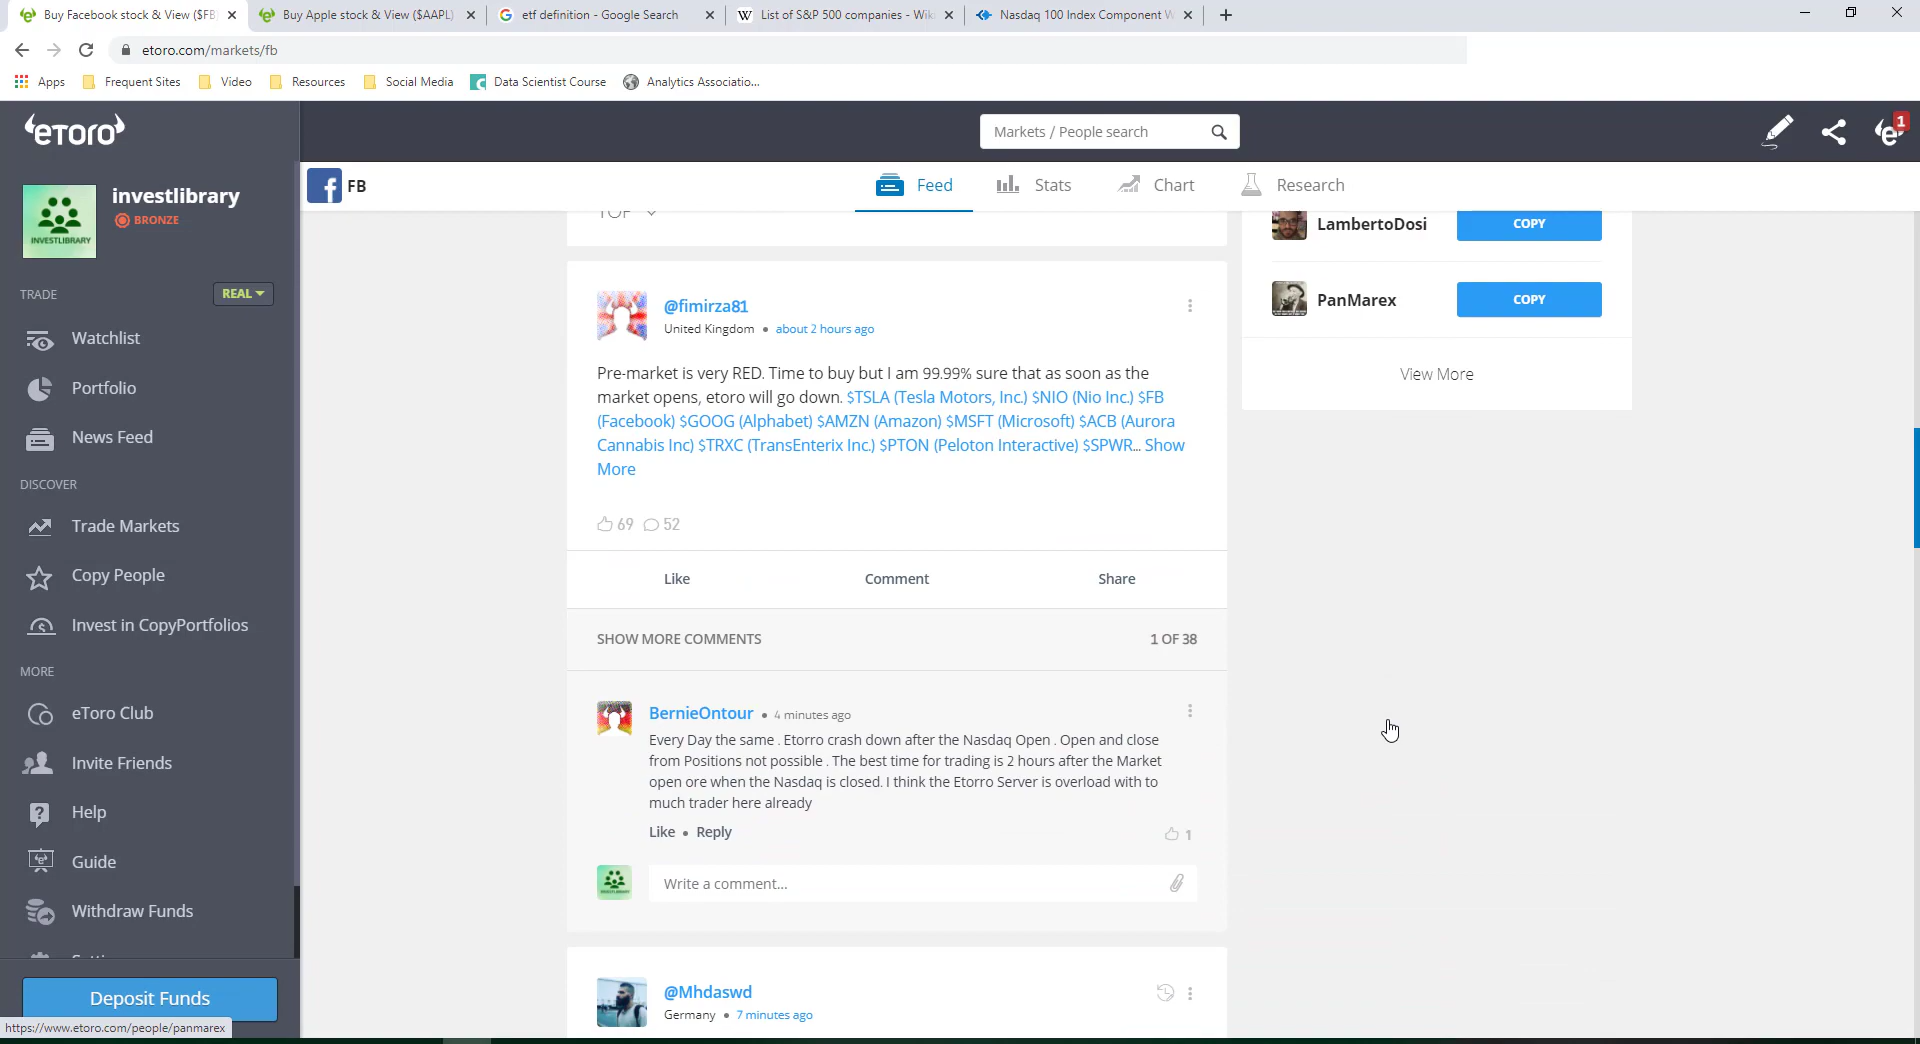 Buy Facebook stock & View ($FB
Buy Apple stock & View ($AAPL)
etf definition - Google Search
List of S&P 500 companies - Wiki
Nasdaq 100 Index Component W
etoro.com/markets/fb
Apps
Frequent Sites
Video
Resources
Social Media
Data Scientist Course
Analytics Associatio...
eToro
Markets / People search
1
investlibrary
BRONZE
INVESTLIBRARY
FB
Feed
Stats
Chart
Research
TRADE
REAL
Watchlist
Portfolio
News Feed
DISCOVER
Trade Markets
Copy People
Invest in CopyPortfolios
MORE
eToro Club
Invite Friends
Help
Guide
Withdraw Funds
Deposit Funds
https://www.etoro.com/people/panmarex
TOP
@fimirza81
United Kingdom • about 2 hours ago
Pre-market is very RED. Time to buy but I am 99.99% sure that as soon as the
market opens, etoro will go down. $TSLA (Tesla Motors, Inc.) $NIO (Nio Inc.) $FB
(Facebook) $GOOG (Alphabet) $AMZN (Amazon) $MSFT (Microsoft) $ACB (Aurora
Cannabis Inc) $TRXC (TransEnterix Inc.) $PTON (Peloton Interactive) $SPWR... Show
More
69 52
Like
Comment
Share
SHOW MORE COMMENTS
1 OF 38
BernieOntour • 4 minutes ago
Every Day the same . Etorro crash down after the Nasdaq Open . Open and close
from Positions not possible . The best time for trading is 2 hours after the Market
open ore when the Nasdaq is closed. I think the Etorro Server is overload with to
much trader here already
Like • Reply
1
Write a comment...
@Mhdaswd
Germany • 7 minutes ago
LambertoDosi
COPY
PanMarex
COPY
View More